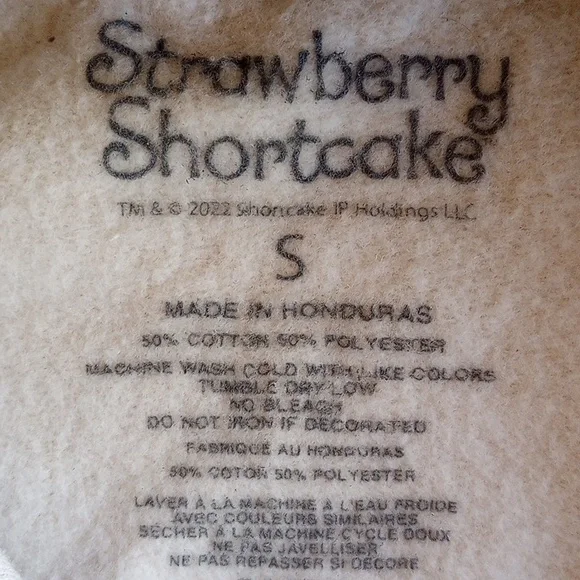 Strawberry
Shortcake™
TM & © 2022 Shortcake IP Holdings LLC
S
MADE IN HONDURAS
50% COTTON 50% POLYESTER
MACHINE WASH COLD WITH LIKE COLORS
TUMBLE DRY LOW
NO BLEACH
DO NOT IRON IF DECORATED
FABRIQUE AU HONDURAS
50% COTON 50% POLYESTER
LAVER À LA MACHINE À L'EAU FROIDE
AVEC COULEURS SIMILAIRES
SECHER À LA MACHINE CYCLE DOUX
NE PAS JAVELLISER
NE PAS REPASSER SI DECORE